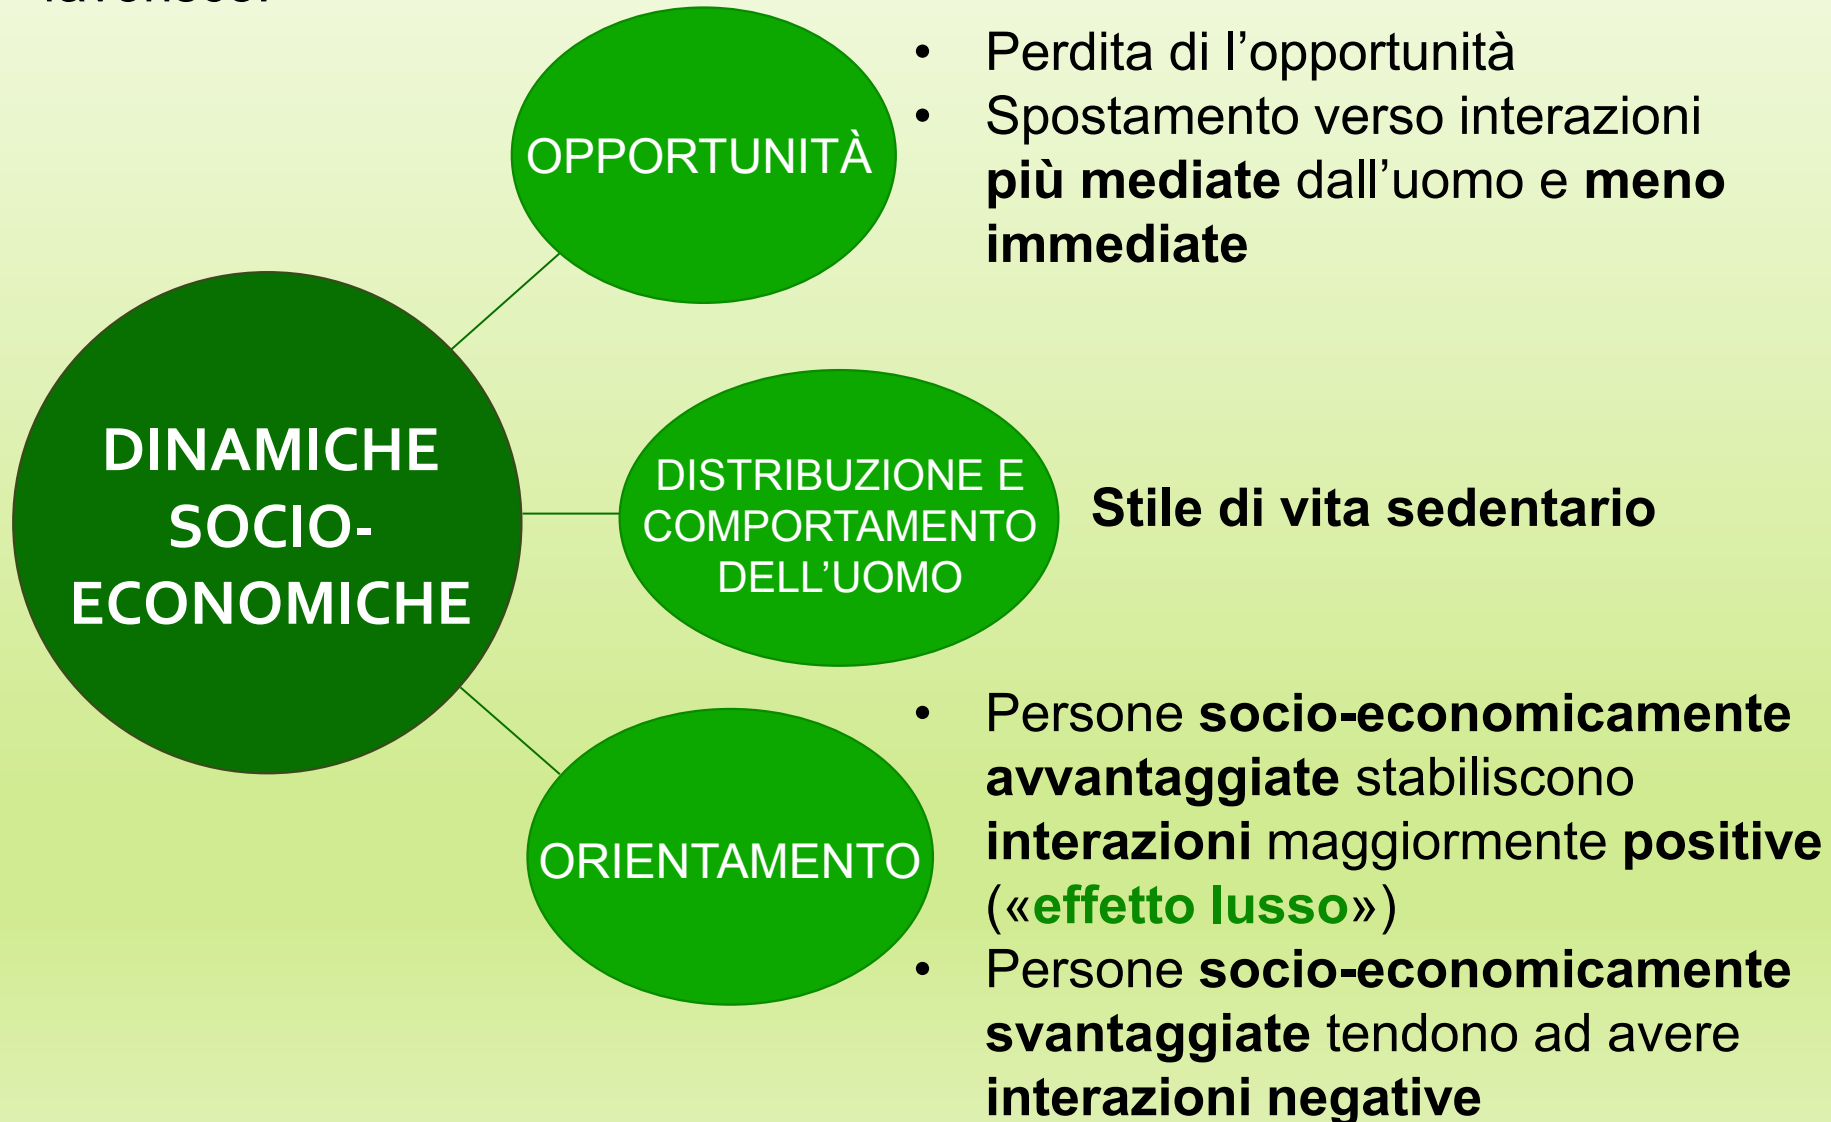 OPPORTUNITÀ
• Perdita di l’opportunità
• Spostamento verso interazioni
più mediate dall’uomo e meno
immediate
DINAMICHE
SOCIO-
ECONOMICHE
DISTRIBUZIONE E
COMPORTAMENTO
DELL’UOMO
Stile di vita sedentario
ORIENTAMENTO
• Persone socio-economicamente
avvantaggiate stabiliscono
interazioni maggiormente positive
(«effetto lusso»)
• Persone socio-economicamente
svantaggiate tendono ad avere
interazioni negative